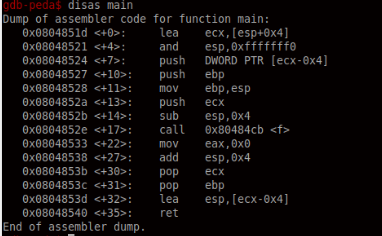 gdb-peda$ disas main
Dump of assembler code for function main:
0x0804851d <+0>: lea ecx,[esp+0x4]
0x08048521 <+4>: and esp,0xfffffff0
0x08048524 <+7>: push DWORD PTR [ecx-0x4]
0x08048527 <+10>: push ebp
0x08048528 <+11>: mov ebp,esp
0x0804852a <+13>: push ecx
0x0804852b <+14>: sub esp,0x4
0x0804852e <+17>: call 0x80484cb <f>
0x08048533 <+22>: mov eax,0x0
0x08048538 <+27>: add esp,0x4
0x0804853b <+30>: pop ecx
0x0804853c <+31>: pop ebp
0x0804853d <+32>: lea esp,[ecx-0x4]
0x08048540 <+35>: ret
End of assembler dump.